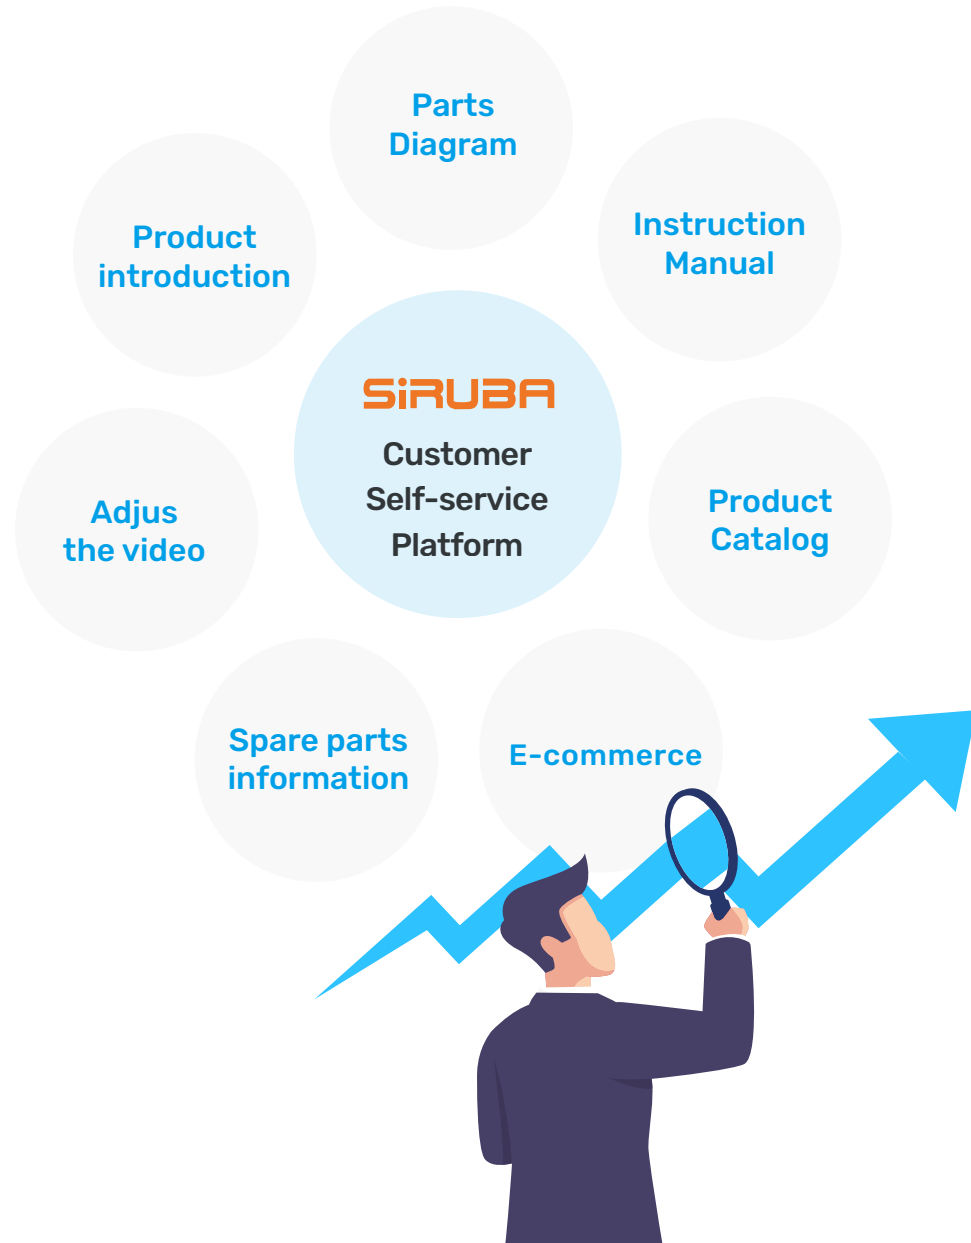 Parts
Diagram
Instruction
Manual
Product
introduction
SiRUBA
Customer
Self-service
Platform
Product
Catalog
Adjus
the video
Spare parts
information
E-commerce